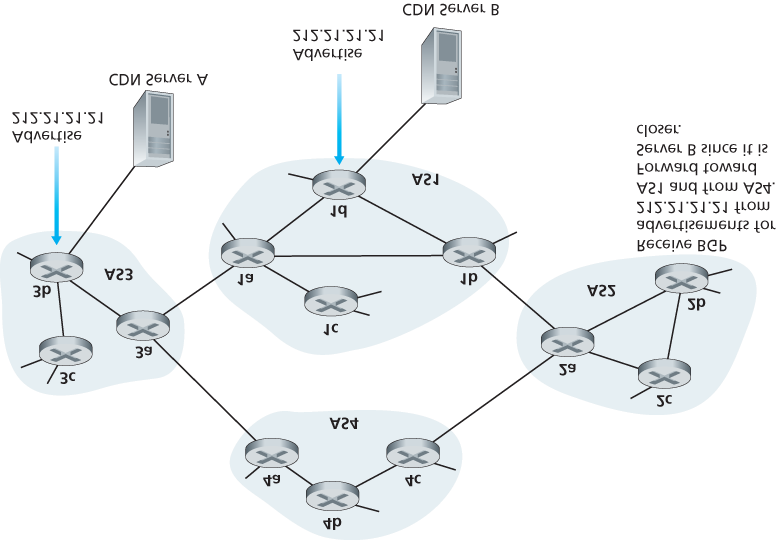 CDN Server B
Advertise
212.21.21.21
CDN Server A
Advertise
212.21.21.21
Receive BGP
advertisements for
212.21.21.21 from
AS1 and from AS4.
Forward toward
Server B since it is
closer.
AS1
1d
1a
1b
1c
AS3
3b
3a
3c
AS2
2b
2a
2c
AS4
4a
4c
4b